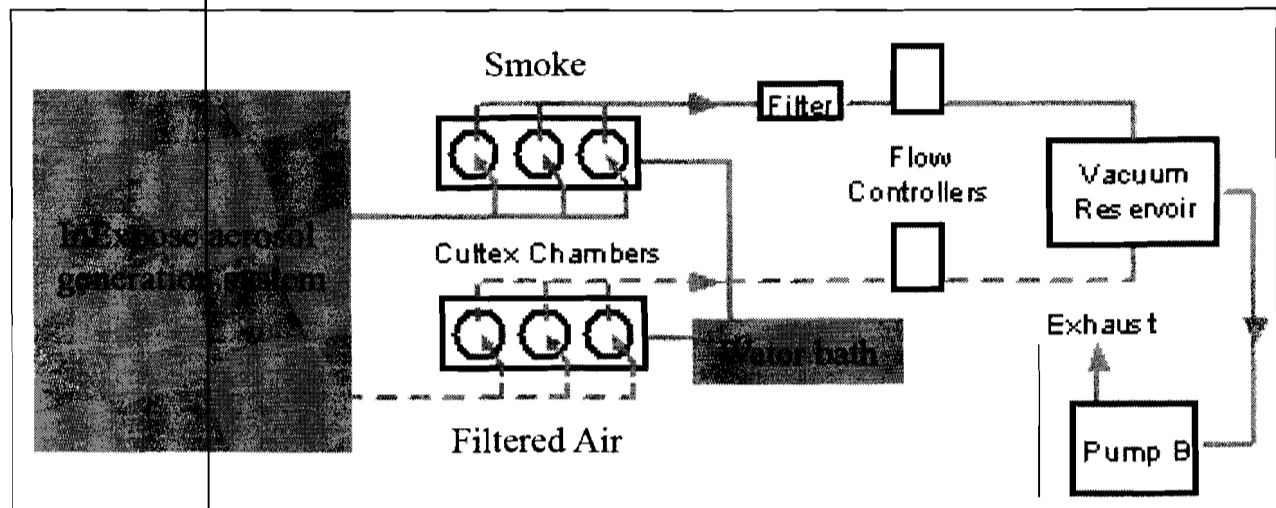 Smoke
Filter
Flow
Controllers
Vacuum
Reservoir
InExpose aerosol
generation system
Cultex Chambers
Water bath
Exhaust
Filtered Air
Pump B